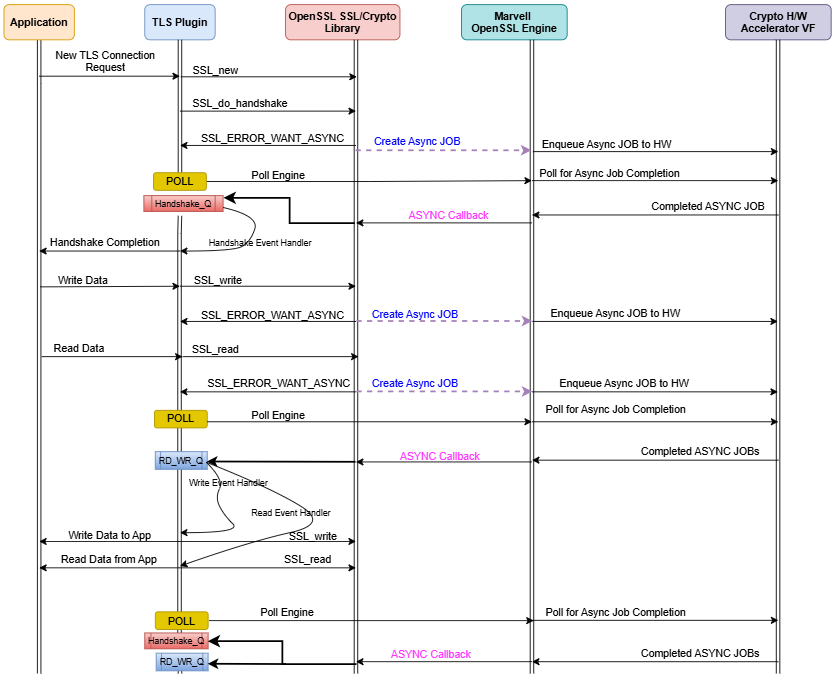 Application
TLS Plugin
OpenSSL SSL/Crypto
Library
Marvell
OpenSSL Engine
Crypto H/W
Accelerator VF
New TLS Connection
Request
SSL_new
SSL_do_handshake
SSL_ERROR_WANT_ASYNC
Create Async JOB
Enqueue Async JOB to HW
POLL
Poll Engine
Poll for Async Job Completion
Handshake_Q
ASYNC Callback
Completed ASYNC JOB
Handshake Completion
Handshake Event Handler
Write Data
SSL_write
SSL_ERROR_WANT_ASYNC
Create Async JOB
Enqueue Async JOB to HW
Read Data
SSL_read
SSL_ERROR_WANT_ASYNC
Create Async JOB
Enqueue Async JOB to HW
POLL
Poll Engine
Poll for Async Job Completion
RD_WR_Q
ASYNC Callback
Completed ASYNC JOBs
Write Event Handler
Read Event Handler
Write Data to App
SSL_write
Read Data from App
SSL_read
POLL
Poll Engine
Poll for Async Job Completion
Handshake_Q
RD_WR_Q
ASYNC Callback
Completed ASYNC JOBs